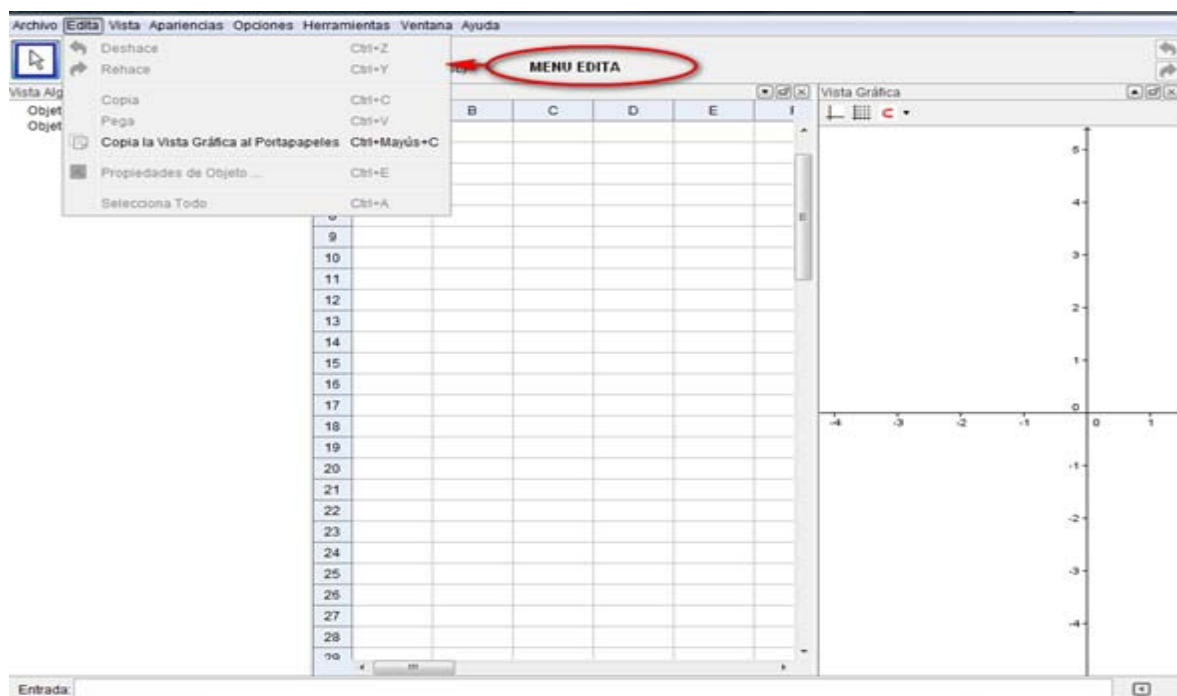 Archivo Edita Vista Apariencias Opciones Herramientas Ventana Ayuda
Deshace Ctrl+Z
Rehace Ctrl+Y
Copia Ctrl+C
Pega Ctrl+V
Copia la Vista Gráfica al Portapapeles Ctrl+Mayús+C
Propiedades de Objeto ... Ctrl+E
Selecciona Todo Ctrl+A
MENU EDITA
Vista Alg
Objet
Objet
B C D E
9
10
11
12
13
14
15
16
17
18
19
20
21
22
23
24
25
26
27
28
29
Vista Gráfica
5
4
3
2
1
0
-4 -3 -2 -1 0 1
-1
-2
-3
-4
Entrada: